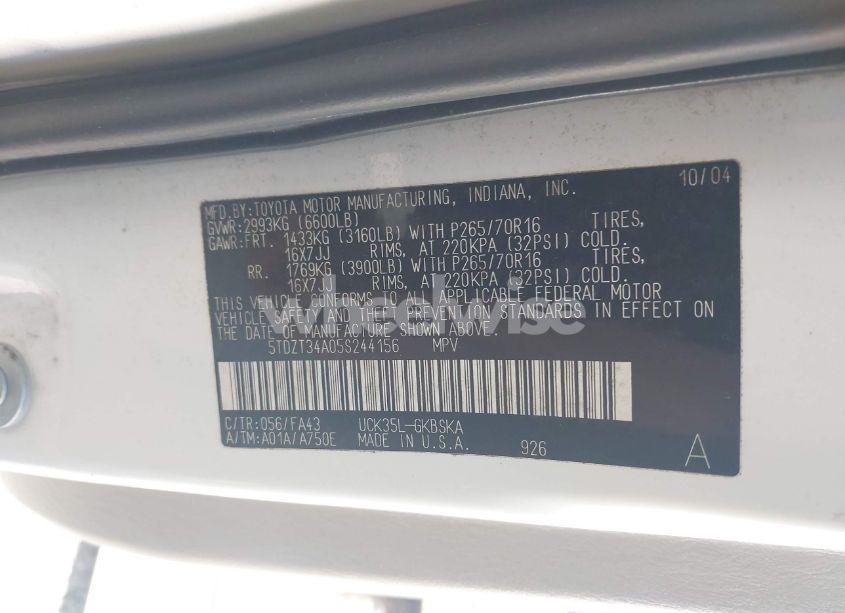 MFD.BY:TOYOTA MOTOR MANUFACTURING, INDIANA, INC. 10/04
GVWR:2993KG (6600LB)
GAWR:FRT. 1433KG (3160LB) WITH P265/70R16 TIRES,
16X7JJ RIMS, AT 220KPA (32PSI) COLD.
RR. 1769KG (3900LB) WITH P265/70R16 TIRES,
16X7JJ RIMS, AT 220KPA (32PSI) COLD.
THIS VEHICLE CONFORMS TO ALL APPLICABLE FEDERAL MOTOR
VEHICLE SAFETY AND THEFT PREVENTION STANDARDS IN EFFECT ON
THE DATE OF MANUFACTURE SHOWN ABOVE.
5TDZT34A05S244156 MPV
C/TR:056/FA43 UCK35L-GKBSKA
A/TM:A01A/A750E MADE IN U.S.A. 926 A
wheelwise